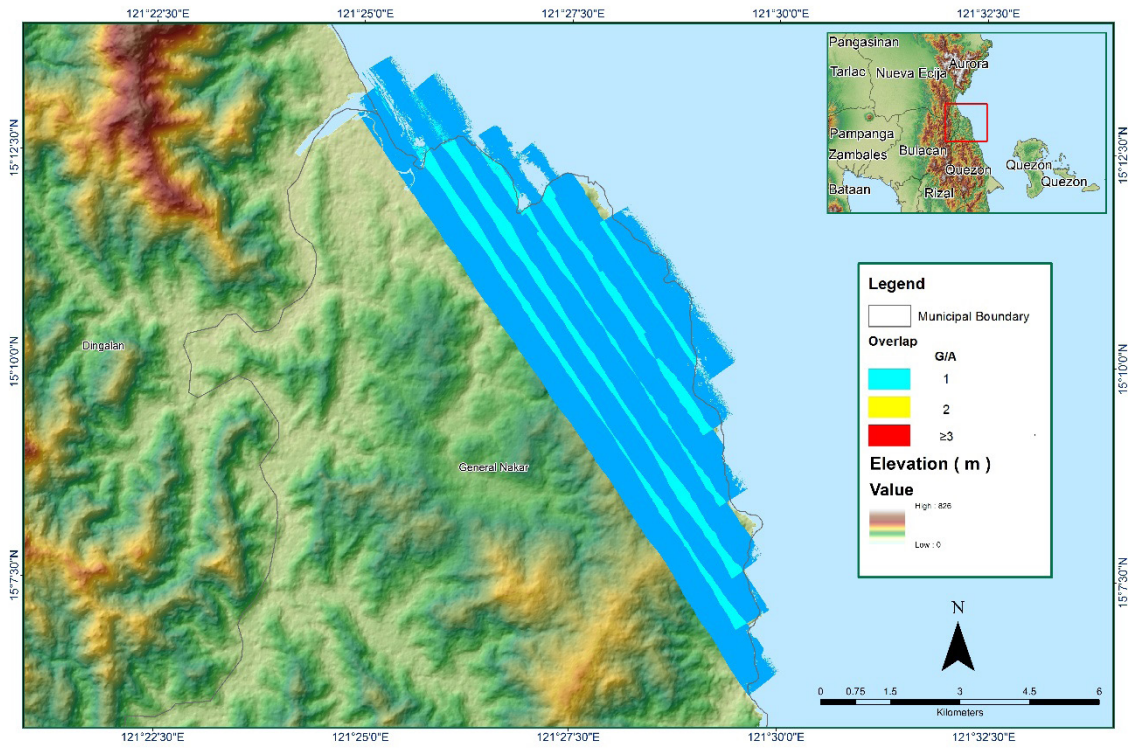 121°22'30"E 121°25'0"E 121°27'30"E 121°30'0"E 121°32'30"E
15°12'30"N
15°10'0"N
15°7'30"N
Dingalan
General Nakar
Pangasinan
Tarlac
Nueva Ecija
Aurora
Pampanga
Zambales
Bulacan
Bataan
Rizal
Quezon
Quezon
Quezon
15°12'30"N
15°10'0"N
15°7'30"N
Legend
Municipal Boundary
Overlap
G/A
1
2
≥3
Elevation ( m )
Value
High : 826
Low : 0
N
0 0.75 1.5 3 4.5 6
Kilometers
121°22'30"E 121°25'0"E 121°27'30"E 121°30'0"E 121°32'30"E